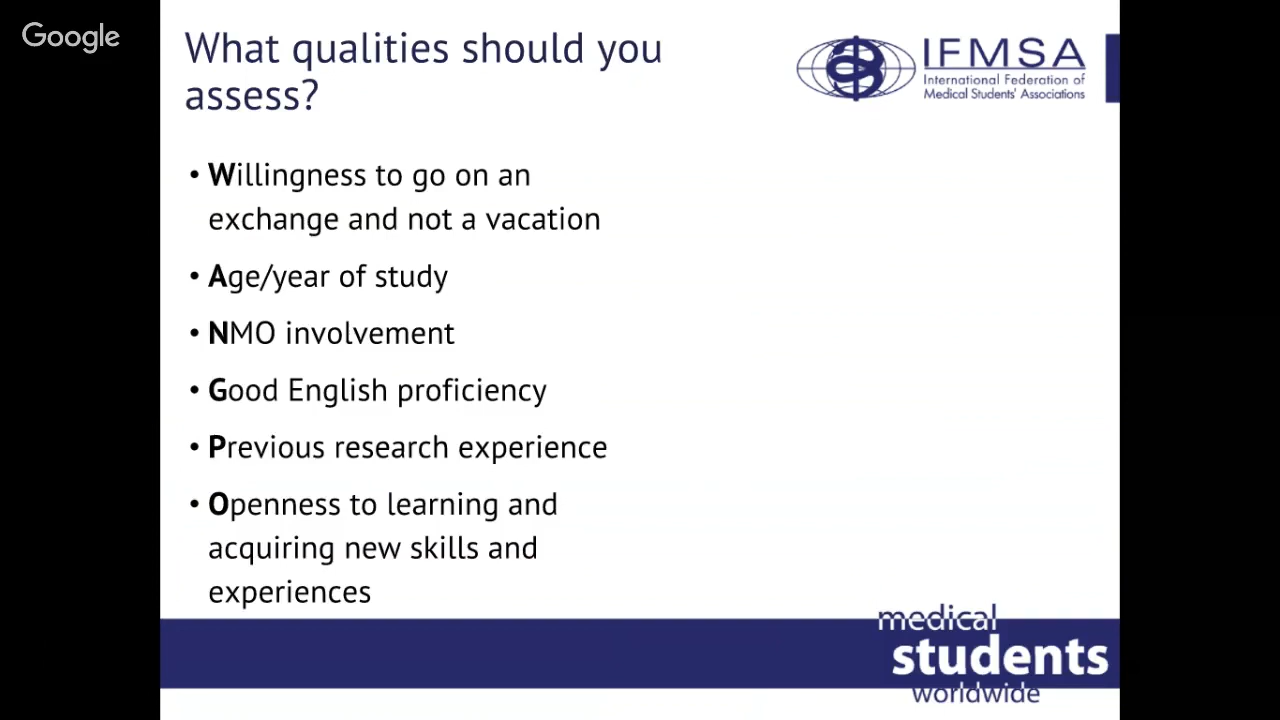 Google
What qualities should you
assess?
IFMSA
International Federation of
Medical Students' Associations
• Willingness to go on an
exchange and not a vacation
• Age/year of study
• NMO involvement
• Good English proficiency
• Previous research experience
• Openness to learning and
acquiring new skills and
experiences
medical
students
worldwide